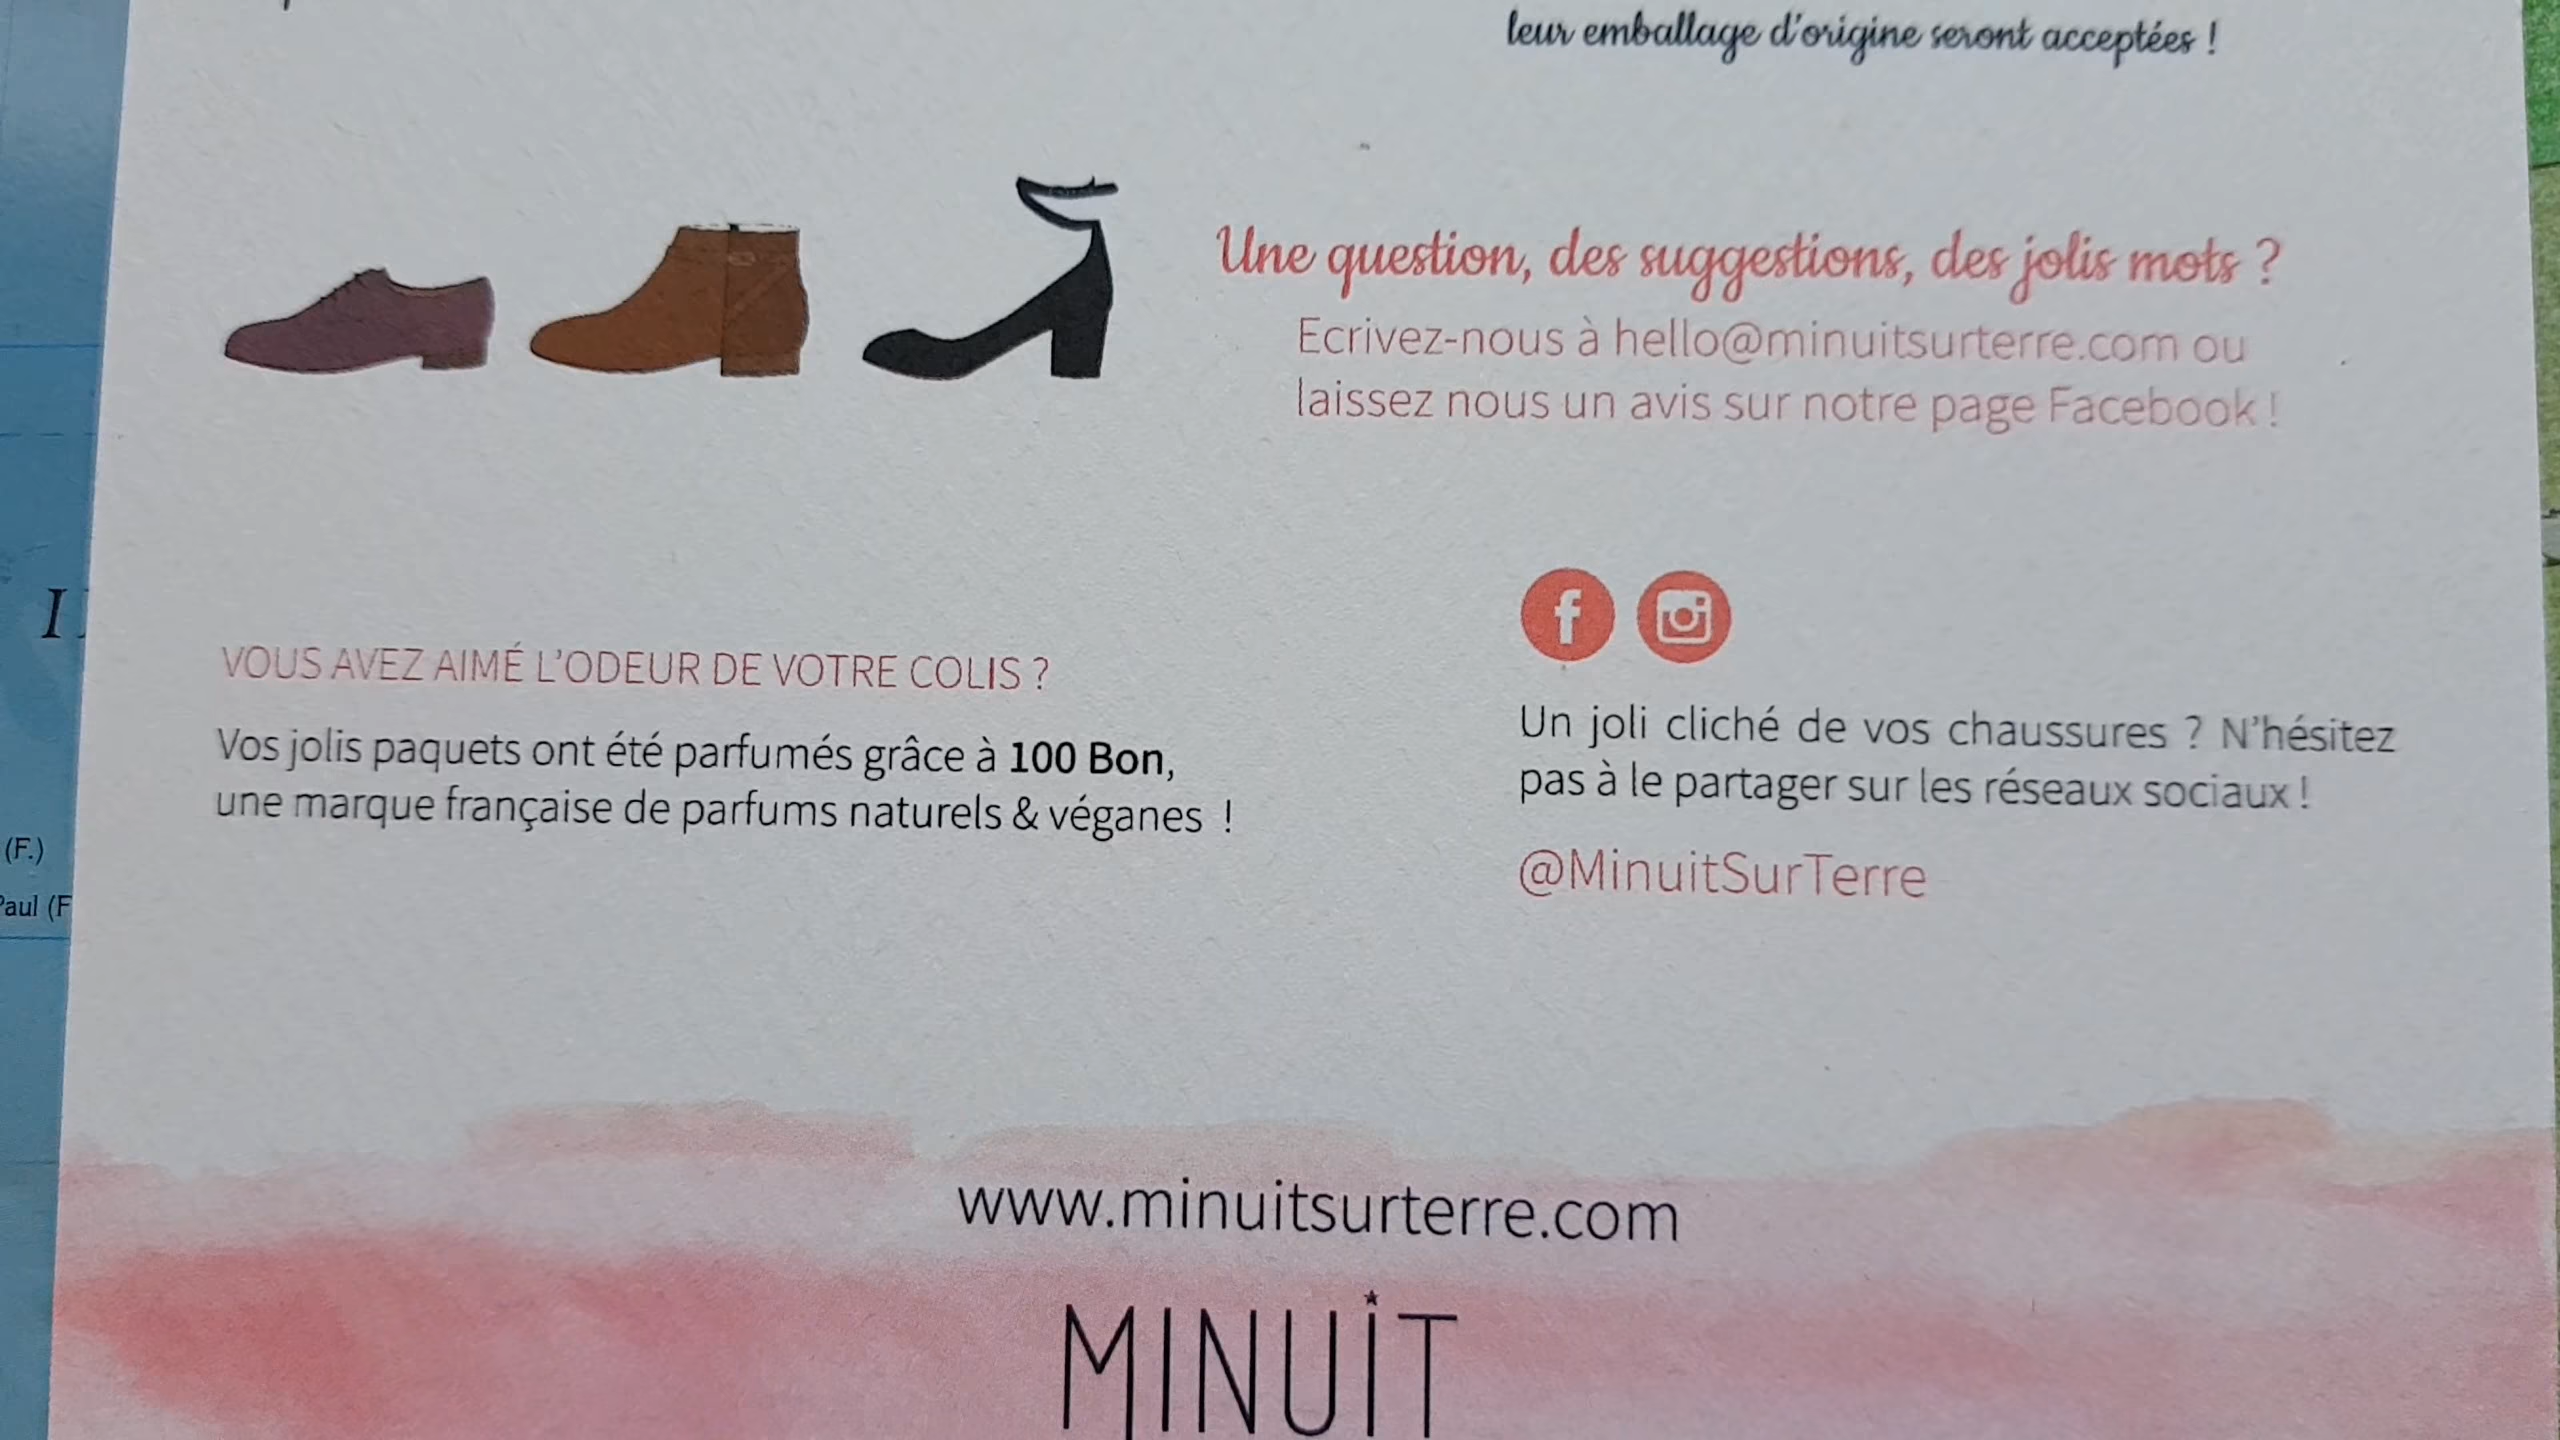 leur emballage d'origine seront acceptées !
Une question, des suggestions, des jolis mots ?
Ecrivez-nous à hello@minuitsurterre.com ou
laissez nous un avis sur notre page Facebook !
VOUS AVEZ AIMÉ L'ODEUR DE VOTRE COLIS ?
Vos jolis paquets ont été parfumés grâce à 100 Bon,
une marque française de parfums naturels & véganes !
Un joli cliché de vos chaussures ? N'hésitez
pas à le partager sur les réseaux sociaux !
@MinuitSurTerre
www.minuitsurterre.com
MINUIT
I
(F.)
Paul (F